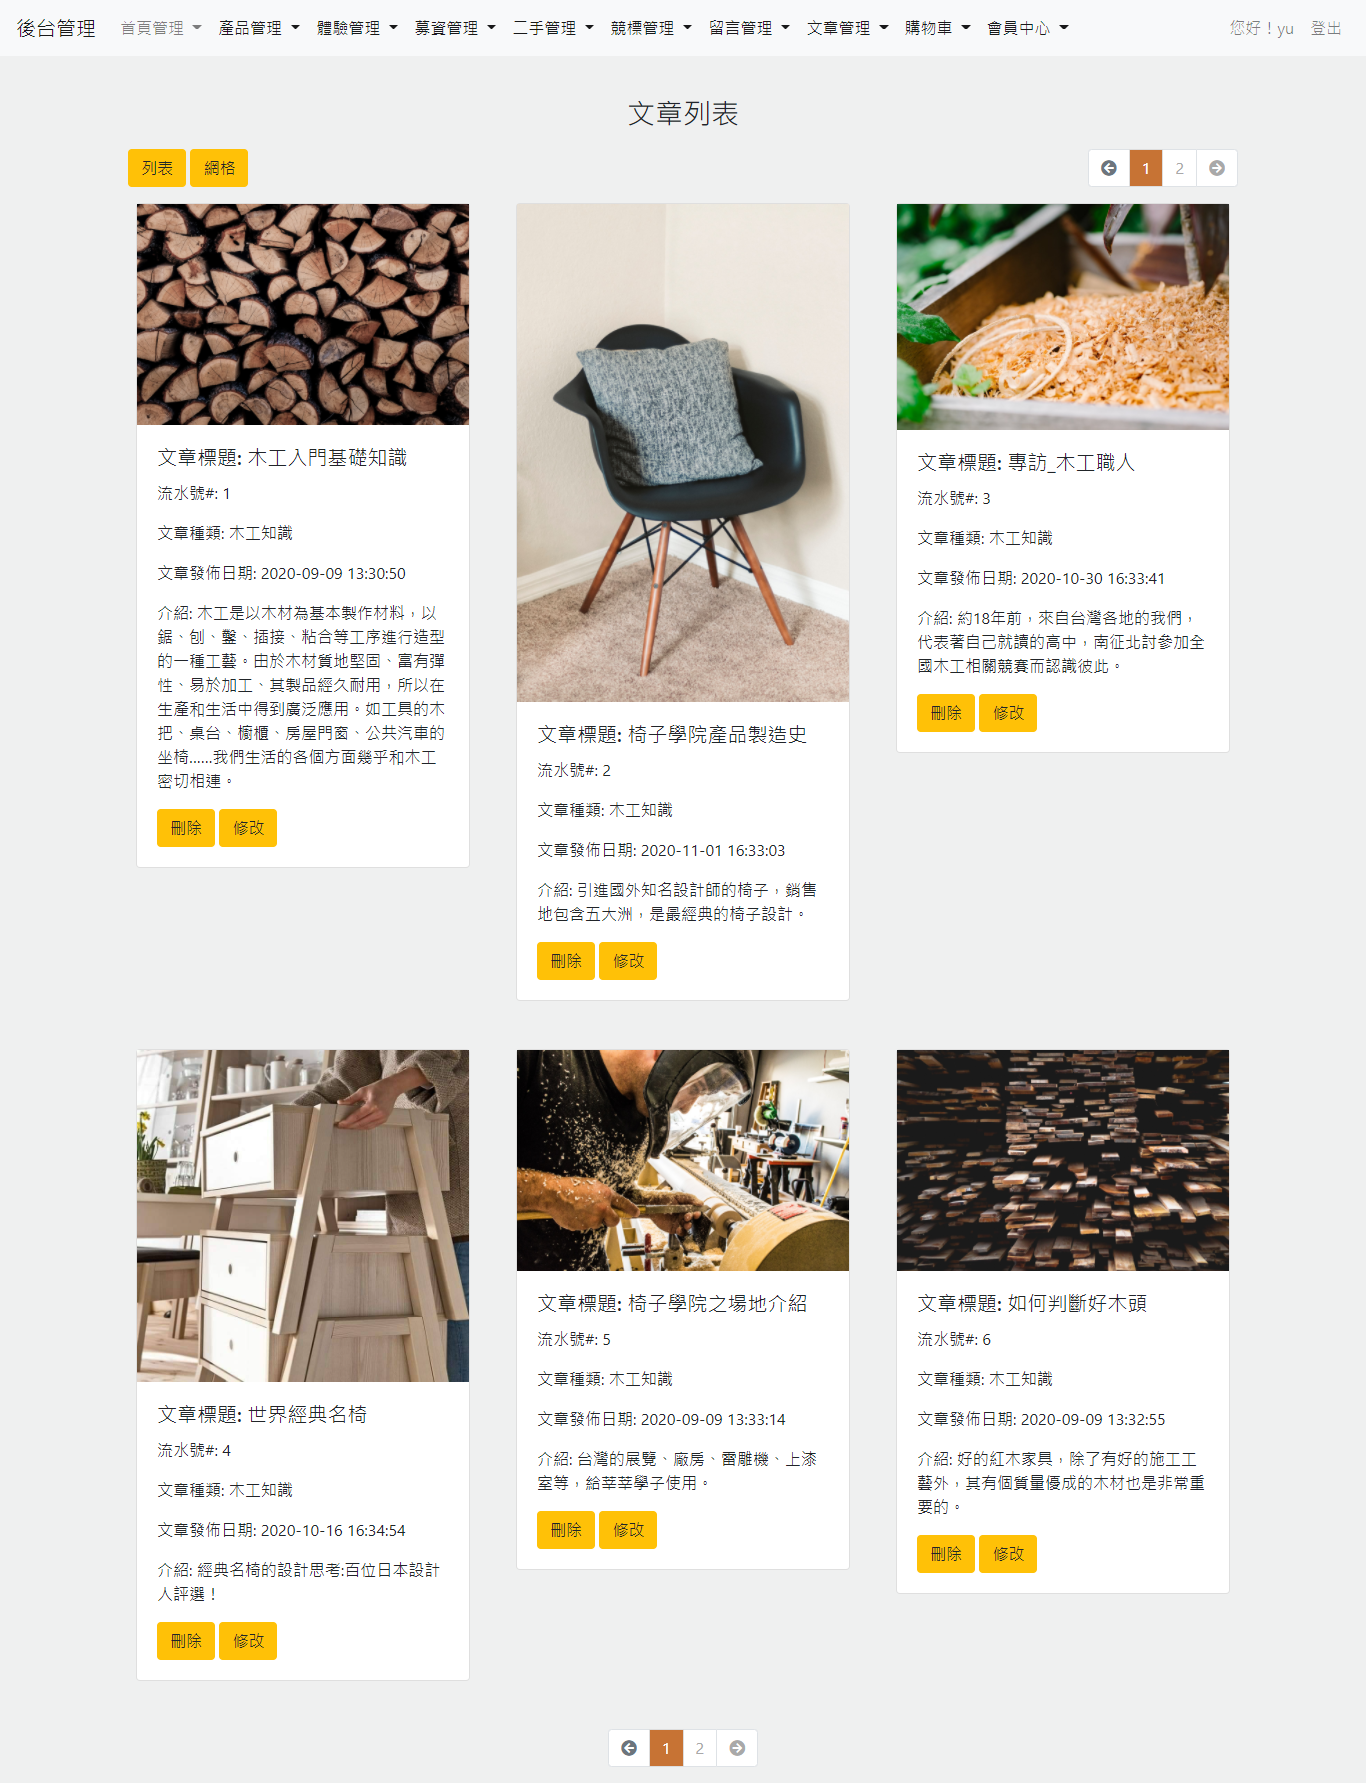 後台管理 首頁管理 產品管理 體驗管理 募資管理 二手管理 競標管理 留言管理 文章管理 購物車 會員中心 您好！yu 登出
文章列表
列表 網格 1 2
文章標題: 木工入門基礎知識
流水號#: 1
文章種類: 木工知識
文章發佈日期: 2020-09-09 13:30:50
介紹: 木工是以木材為基本製作材料，以
鋸、刨、鑿、插接、粘合等工序進行造型
的一種工藝。由於木材質地堅固、富有彈
性、易於加工、其製品經久耐用，所以在
生產和生活中得到廣泛應用。如工具的木
把、桌台、櫥櫃、房屋門窗、公共汽車的
坐椅......我們生活的各個方面幾乎和木工
密切相連。
刪除 修改
文章標題: 椅子學院產品製造史
流水號#: 2
文章種類: 木工知識
文章發佈日期: 2020-11-01 16:33:03
介紹: 引進國外知名設計師的椅子，銷售
地包含五大洲，是最經典的椅子設計。
刪除 修改
文章標題: 專訪_木工職人
流水號#: 3
文章種類: 木工知識
文章發佈日期: 2020-10-30 16:33:41
介紹: 約18年前，來自台灣各地的我們，
代表著自己就讀的高中，南征北討參加全
國木工相關競賽而認識彼此。
刪除 修改
文章標題: 世界經典名椅
流水號#: 4
文章種類: 木工知識
文章發佈日期: 2020-10-16 16:34:54
介紹: 經典名椅的設計思考:百位日本設計
人評選！
刪除 修改
文章標題: 椅子學院之場地介紹
流水號#: 5
文章種類: 木工知識
文章發佈日期: 2020-09-09 13:33:14
介紹: 台灣的展覽、廠房、雷雕機、上漆
室等，給莘莘學子使用。
刪除 修改
文章標題: 如何判斷好木頭
流水號#: 6
文章種類: 木工知識
文章發佈日期: 2020-09-09 13:32:55
介紹: 好的紅木家具，除了有好的施工工
藝外，其有個質量優成的木材也是非常重
要的。
刪除 修改
1 2